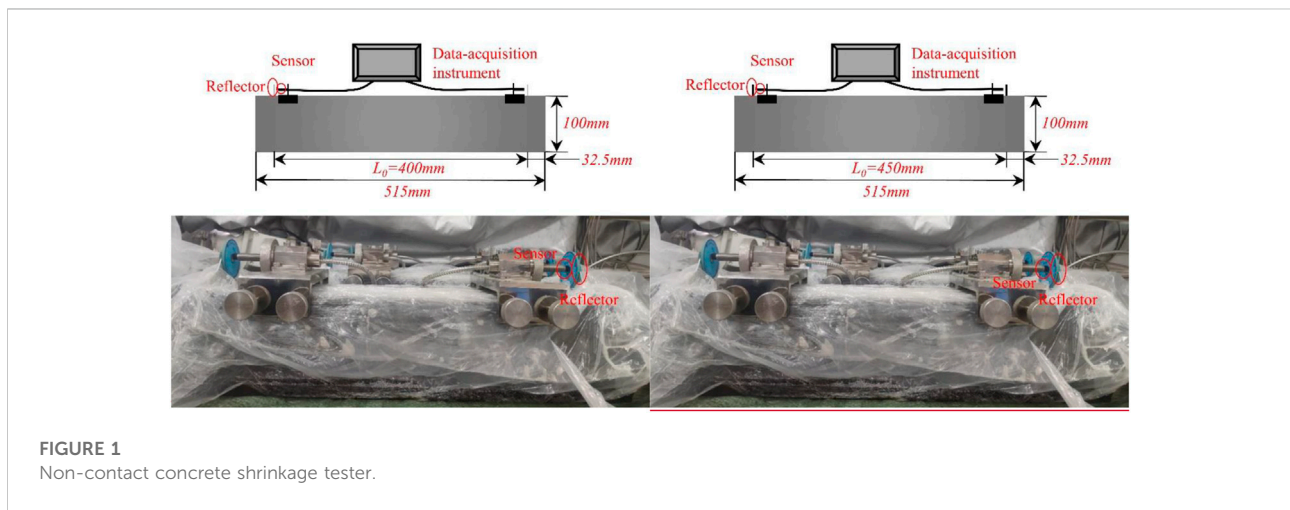 Sensor
Data-acquisition
instrument
Reflector
100mm
L0=400mm
32.5mm
515mm
Sensor
Data-acquisition
instrument
Reflector
100mm
L0=450mm
32.5mm
515mm
Sensor
Reflector
Sensor
Reflector
FIGURE 1
Non-contact concrete shrinkage tester.